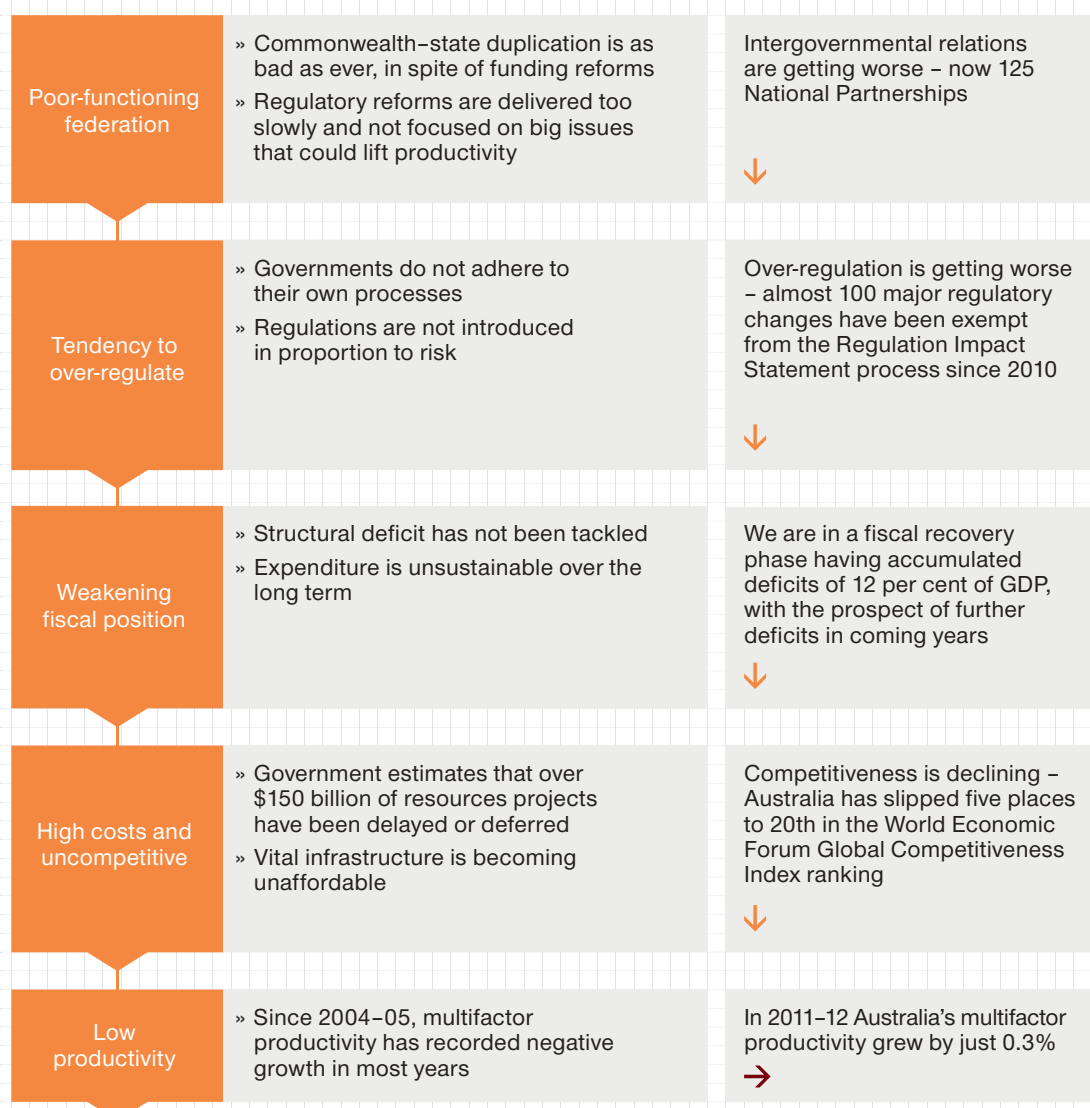 Poor-functioning
federation
» Commonwealth–state duplication is as
bad as ever, in spite of funding reforms
» Regulatory reforms are delivered too
slowly and not focused on big issues
that could lift productivity
Intergovernmental relations
are getting worse – now 125
National Partnerships
↓
Tendency to
over-regulate
» Governments do not adhere to
their own processes
» Regulations are not introduced
in proportion to risk
Over-regulation is getting worse
– almost 100 major regulatory
changes have been exempt
from the Regulation Impact
Statement process since 2010
↓
Weakening
fiscal position
» Structural deficit has not been tackled
» Expenditure is unsustainable over the
long term
We are in a fiscal recovery
phase having accumulated
deficits of 12 per cent of GDP,
with the prospect of further
deficits in coming years
↓
High costs and
uncompetitive
» Government estimates that over
$150 billion of resources projects
have been delayed or deferred
» Vital infrastructure is becoming
unaffordable
Competitiveness is declining –
Australia has slipped five places
to 20th in the World Economic
Forum Global Competitiveness
Index ranking
↓
Low
productivity
» Since 2004–05, multifactor
productivity has recorded negative
growth in most years
In 2011–12 Australia's multifactor
productivity grew by just 0.3%
→